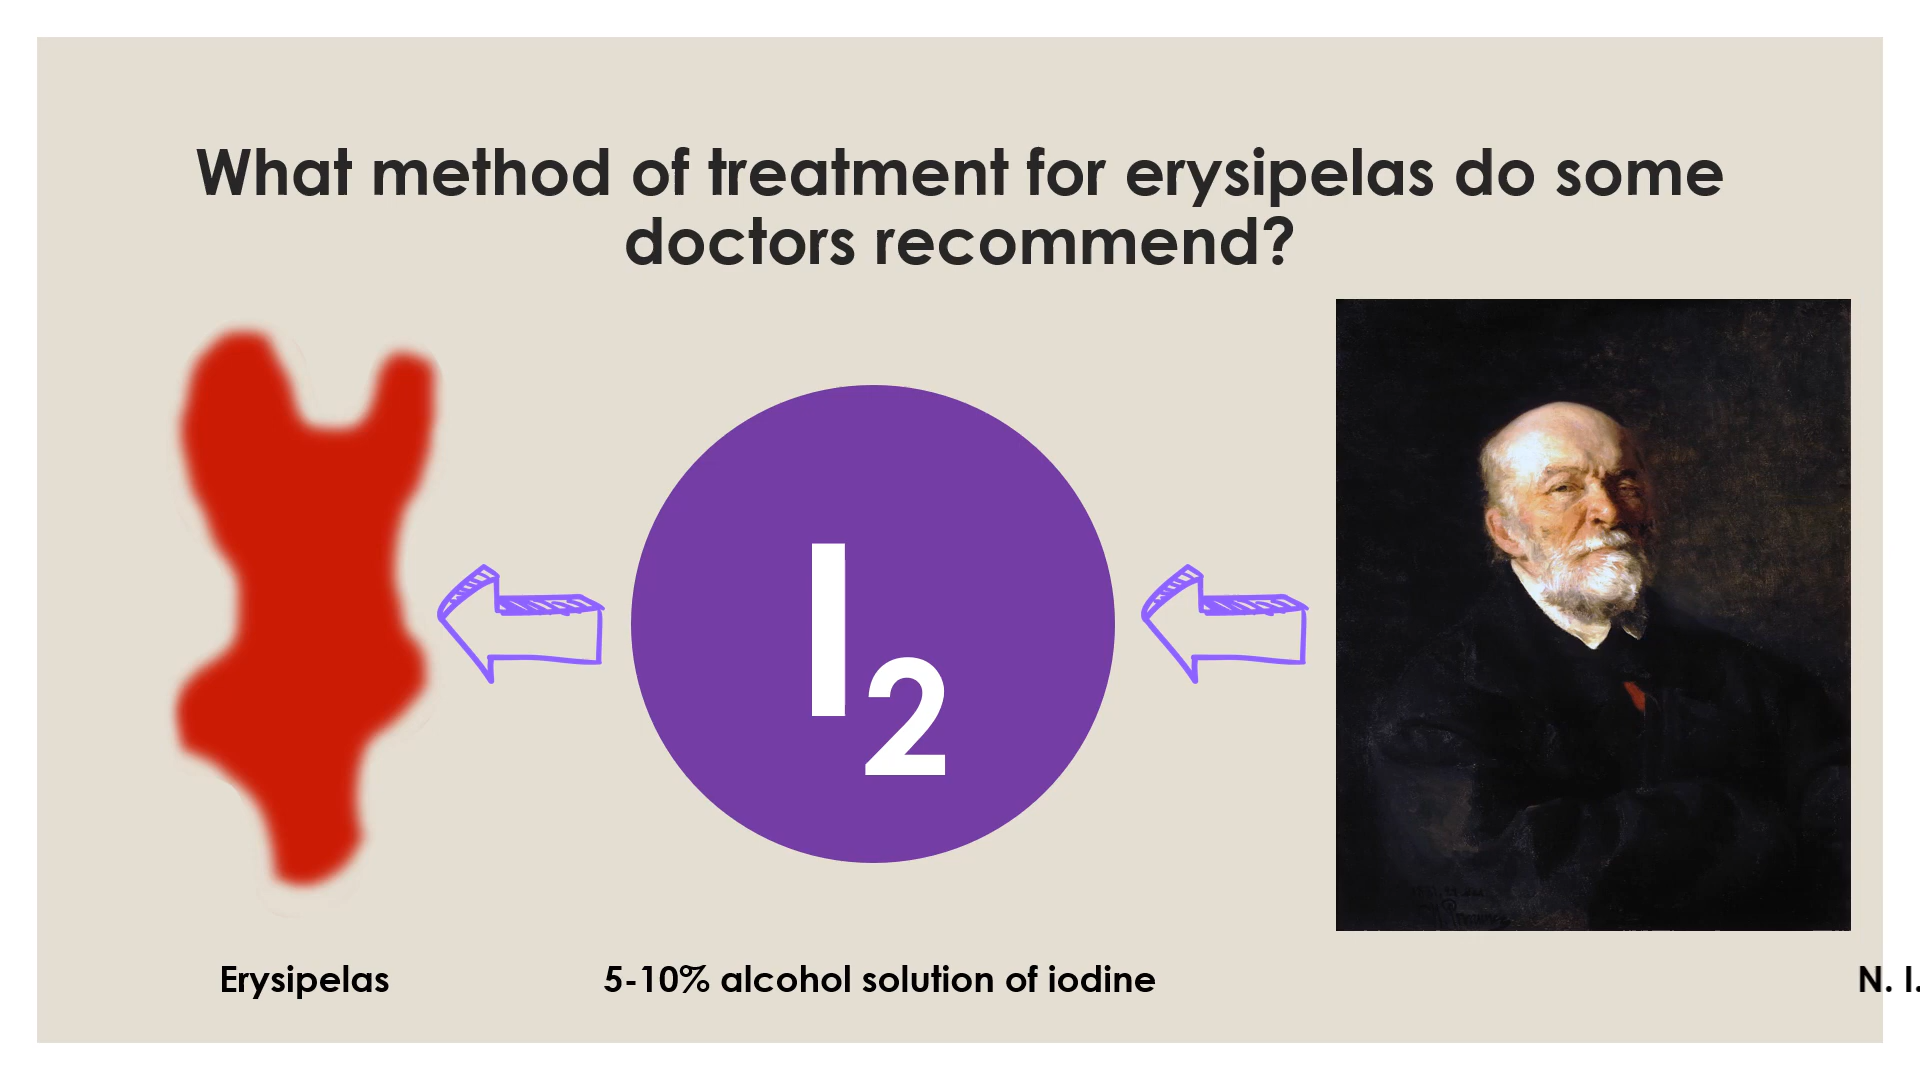 What method of treatment for erysipelas do some
doctors recommend?
I2
Erysipelas
5-10% alcohol solution of iodine
N. I.